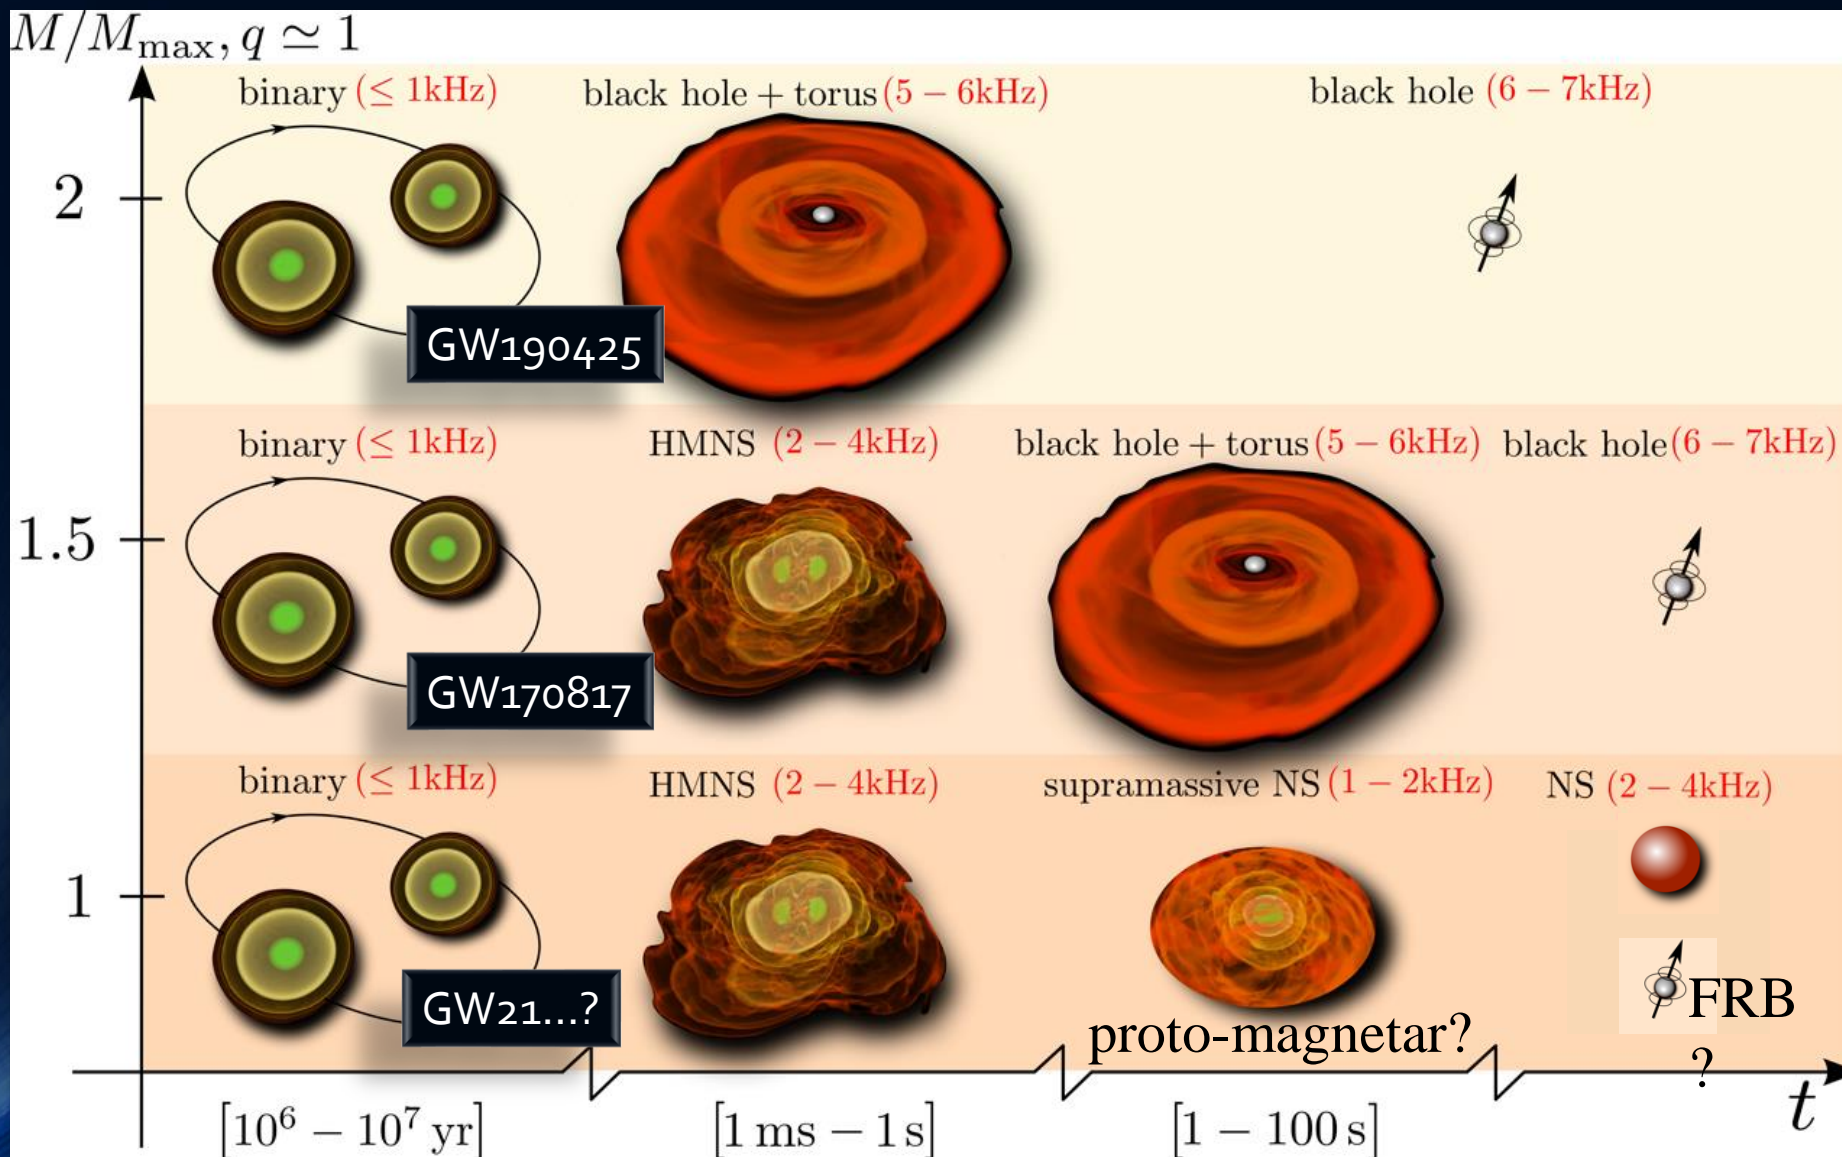 M/M_max, q ≃ 1
binary (≤ 1kHz)
black hole + torus (5 − 6kHz)
black hole (6 − 7kHz)
2
GW190425
binary (≤ 1kHz)
HMNS (2 − 4kHz)
black hole + torus (5 − 6kHz)
black hole (6 − 7kHz)
1.5
GW170817
binary (≤ 1kHz)
HMNS (2 − 4kHz)
supramassive NS (1 − 2kHz)
NS (2 − 4kHz)
1
GW21...?
proto-magnetar?
FRB
?
[10⁶ − 10⁷ yr]
[1 ms − 1 s]
[1 − 100 s]
t